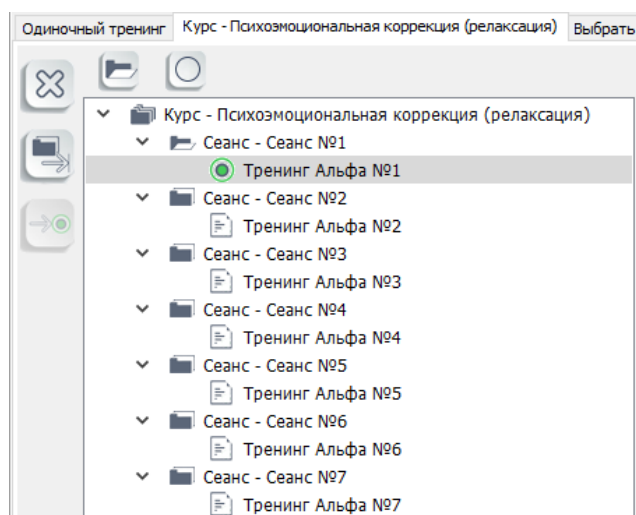 Одиночный тренинг Курс - Психоэмоциональная коррекция (релаксация) Выбрать
Курс - Психоэмоциональная коррекция (релаксация)
Сеанс - Сеанс №1
Тренинг Альфа №1
Сеанс - Сеанс №2
Тренинг Альфа №2
Сеанс - Сеанс №3
Тренинг Альфа №3
Сеанс - Сеанс №4
Тренинг Альфа №4
Сеанс - Сеанс №5
Тренинг Альфа №5
Сеанс - Сеанс №6
Тренинг Альфа №6
Сеанс - Сеанс №7
Тренинг Альфа №7